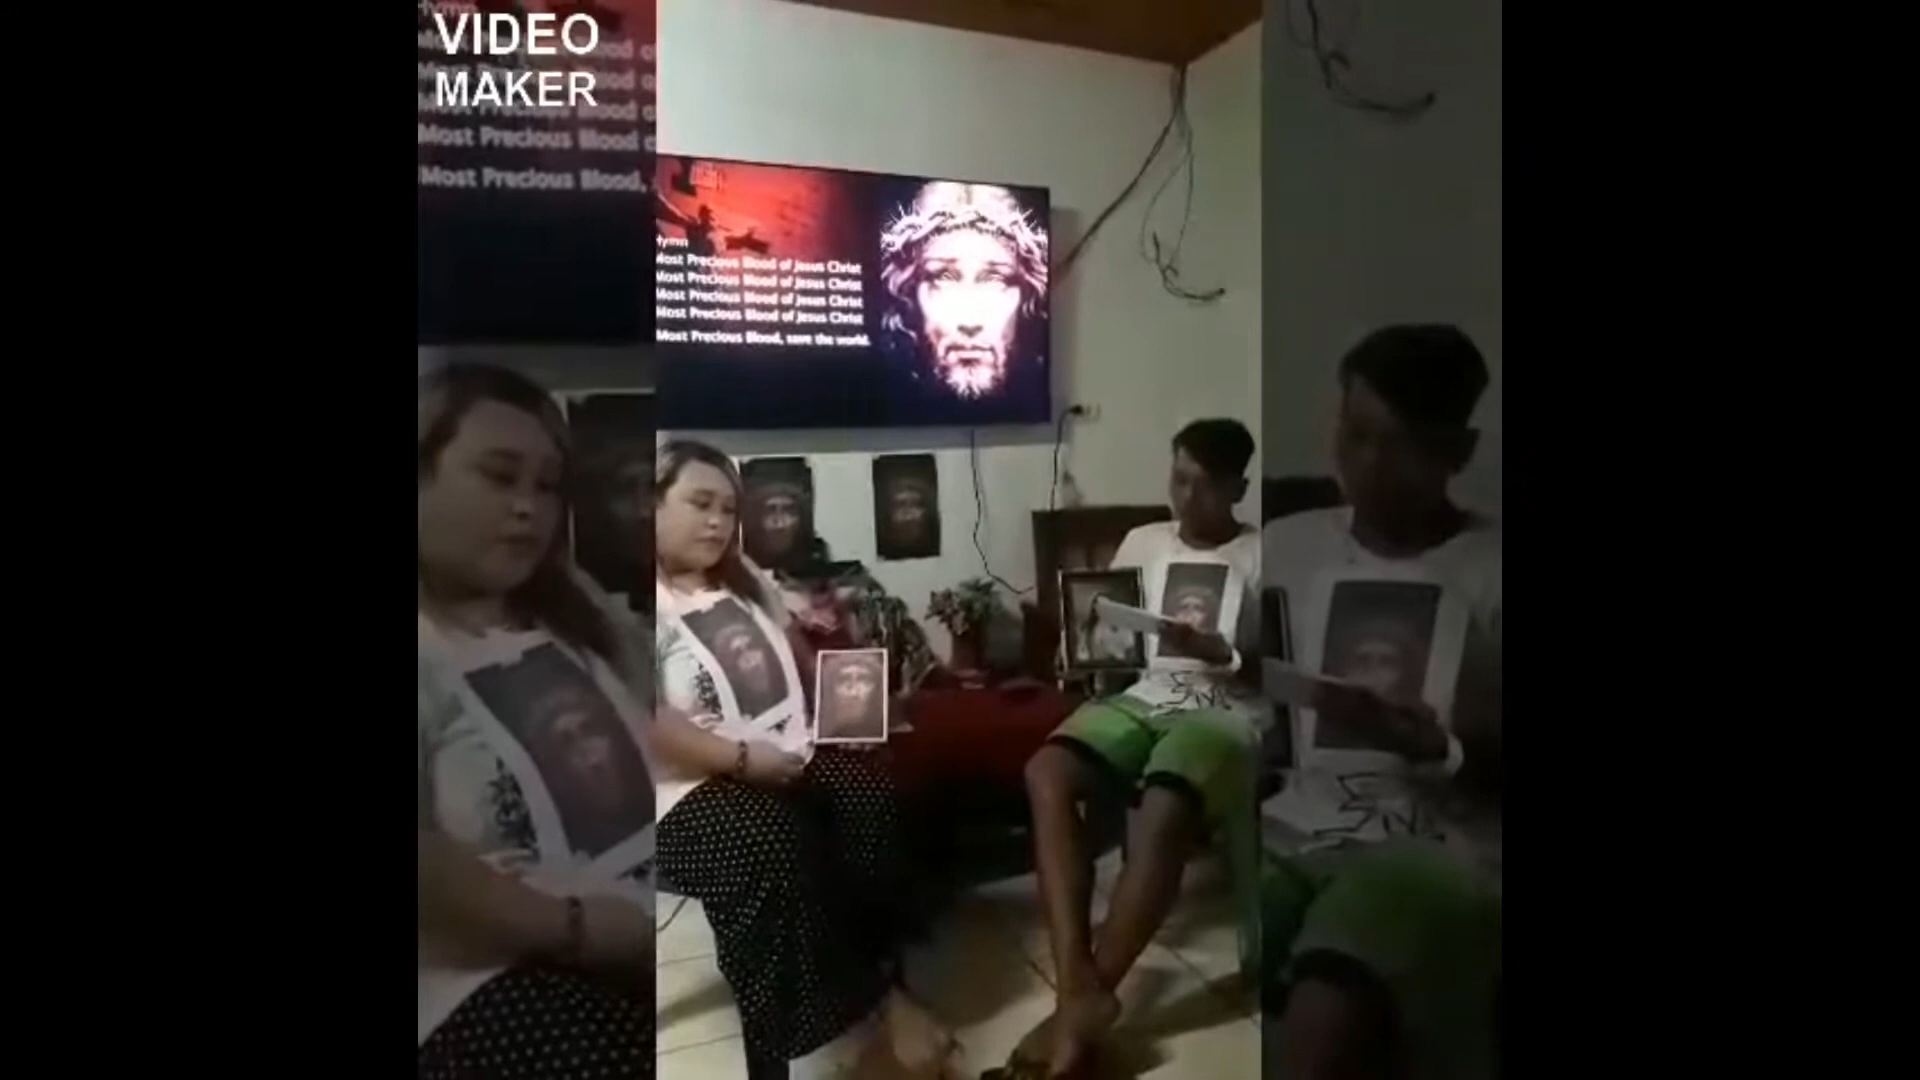 VIDEO
MAKER
Hymn
Most Precious Blood of Jesus Christ
Most Precious Blood of Jesus Christ
Most Precious Blood of Jesus Christ
Most Precious Blood of Jesus Christ
Most Precious Blood, save the world.